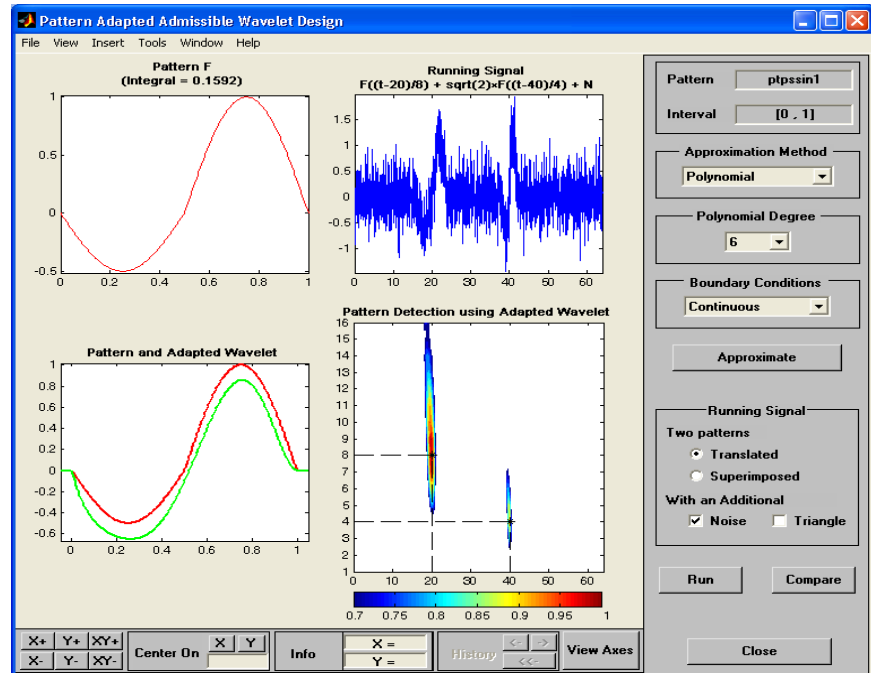 Pattern Adapted Admissible Wavelet Design
File View Insert Tools Window Help
Pattern F
(Integral = 0.1592)
1
0.5
0
-0.5
0 0.2 0.4 0.6 0.8 1
Running Signal
F((t-20)/8) + sqrt(2)×F((t-40)/4) + N
1.5
1
0.5
0
-0.5
-1
0 10 20 30 40 50 60
Pattern and Adapted Wavelet
1
0.8
0.6
0.4
0.2
0
-0.2
-0.4
-0.6
0 0.2 0.4 0.6 0.8 1
Pattern Detection using Adapted Wavelet
16
15
14
13
12
11
10
9
8
7
6
5
4
3
2
1
0 10 20 30 40 50 60
0.7 0.75 0.8 0.85 0.9 0.95 1
Pattern ptpssin1
Interval [0 , 1]
Approximation Method
Polynomial
Polynomial Degree
6
Boundary Conditions
Continuous
Approximate
Running Signal
Two patterns
Translated
Superimposed
With an Additional
Noise Triangle
Run Compare
Close
X+ Y+ XY+
X- Y- XY-
Center On X Y
Info X =
Y =
History <- ->
<<-
View Axes